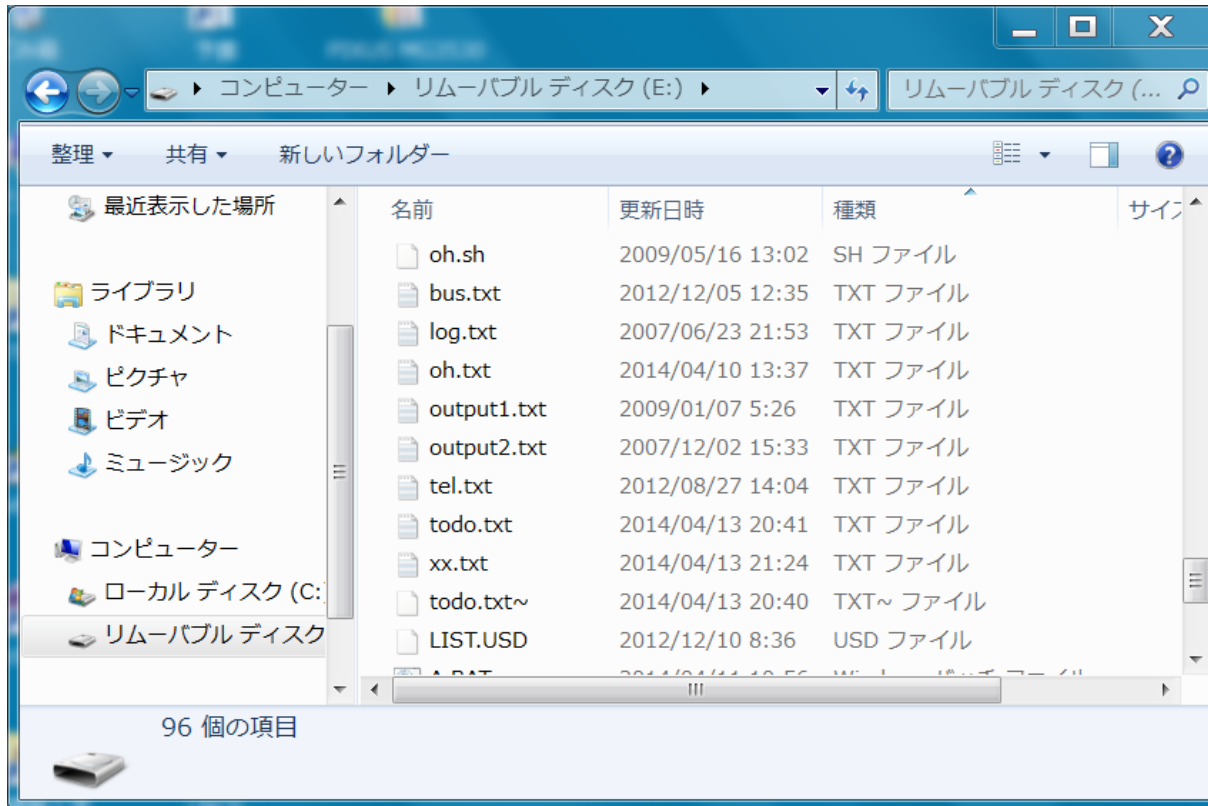 コンピューター ▸ リムーバブル ディスク (E:) ▸
リムーバブル ディスク (...
整理 共有 新しいフォルダー
最近表示した場所
ライブラリ
ドキュメント
ピクチャ
ビデオ
ミュージック
コンピューター
ローカル ディスク (C:
リムーバブル ディスク
名前 更新日時 種類 サイズ
oh.sh 2009/05/16 13:02 SH ファイル
bus.txt 2012/12/05 12:35 TXT ファイル
log.txt 2007/06/23 21:53 TXT ファイル
oh.txt 2014/04/10 13:37 TXT ファイル
output1.txt 2009/01/07 5:26 TXT ファイル
output2.txt 2007/12/02 15:33 TXT ファイル
tel.txt 2012/08/27 14:04 TXT ファイル
todo.txt 2014/04/13 20:41 TXT ファイル
xx.txt 2014/04/13 21:24 TXT ファイル
todo.txt~ 2014/04/13 20:40 TXT~ ファイル
LIST.USD 2012/12/10 8:36 USD ファイル
96 個の項目